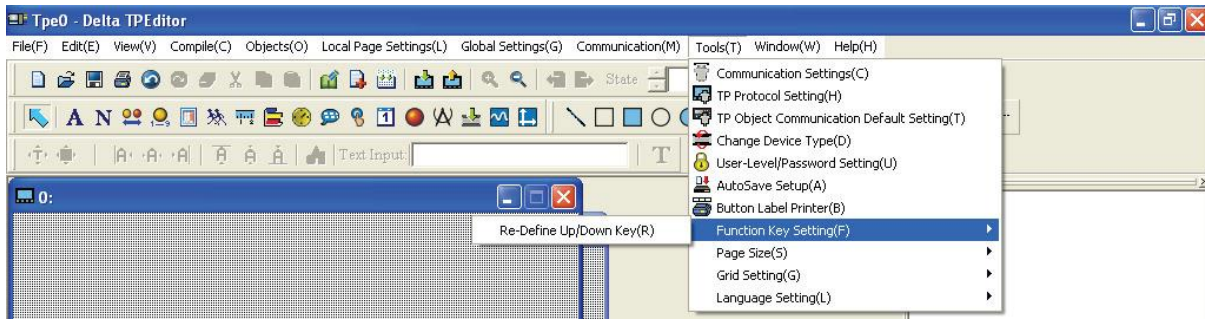 Tpe0 - Delta TPEditor
File(F) Edit(E) View(V) Compile(C) Objects(O) Local Page Settings(L) Global Settings(G) Communication(M) Tools(T) Window(W) Help(H)
State
Text Input:
0:
Communication Settings(C)
TP Protocol Setting(H)
TP Object Communication Default Setting(T)
Change Device Type(D)
User-Level/Password Setting(U)
AutoSave Setup(A)
Button Label Printer(B)
Function Key Setting(F)
Re-Define Up/Down Key(R)
Page Size(S)
Grid Setting(G)
Language Setting(L)